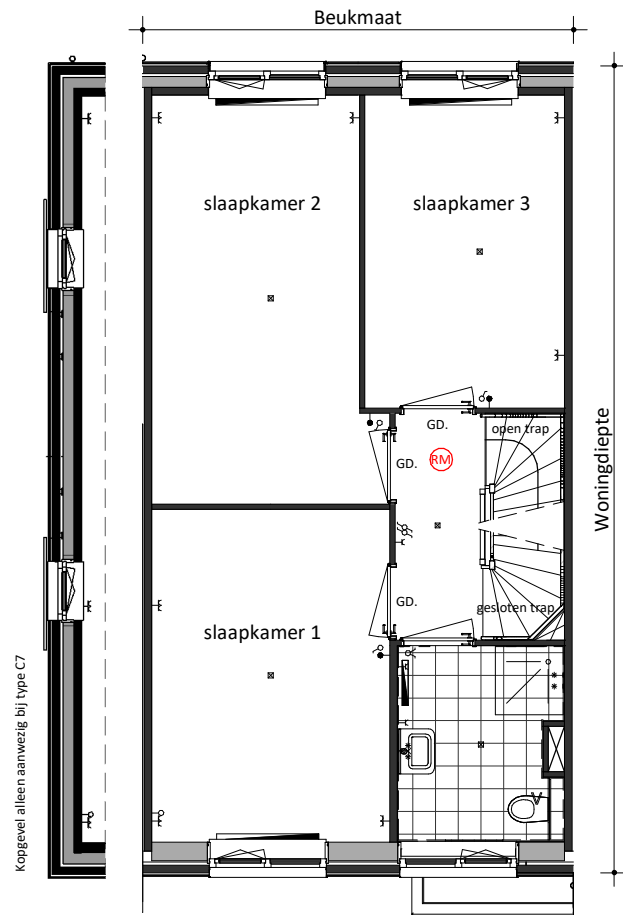 Beukmaat
slaapkamer 2
slaapkamer 3
GD.
open trap
GD.
RM
Woningdiepte
GD.
gesloten trap
slaapkamer 1
Kopgevel alleen aanwezig bij type C7